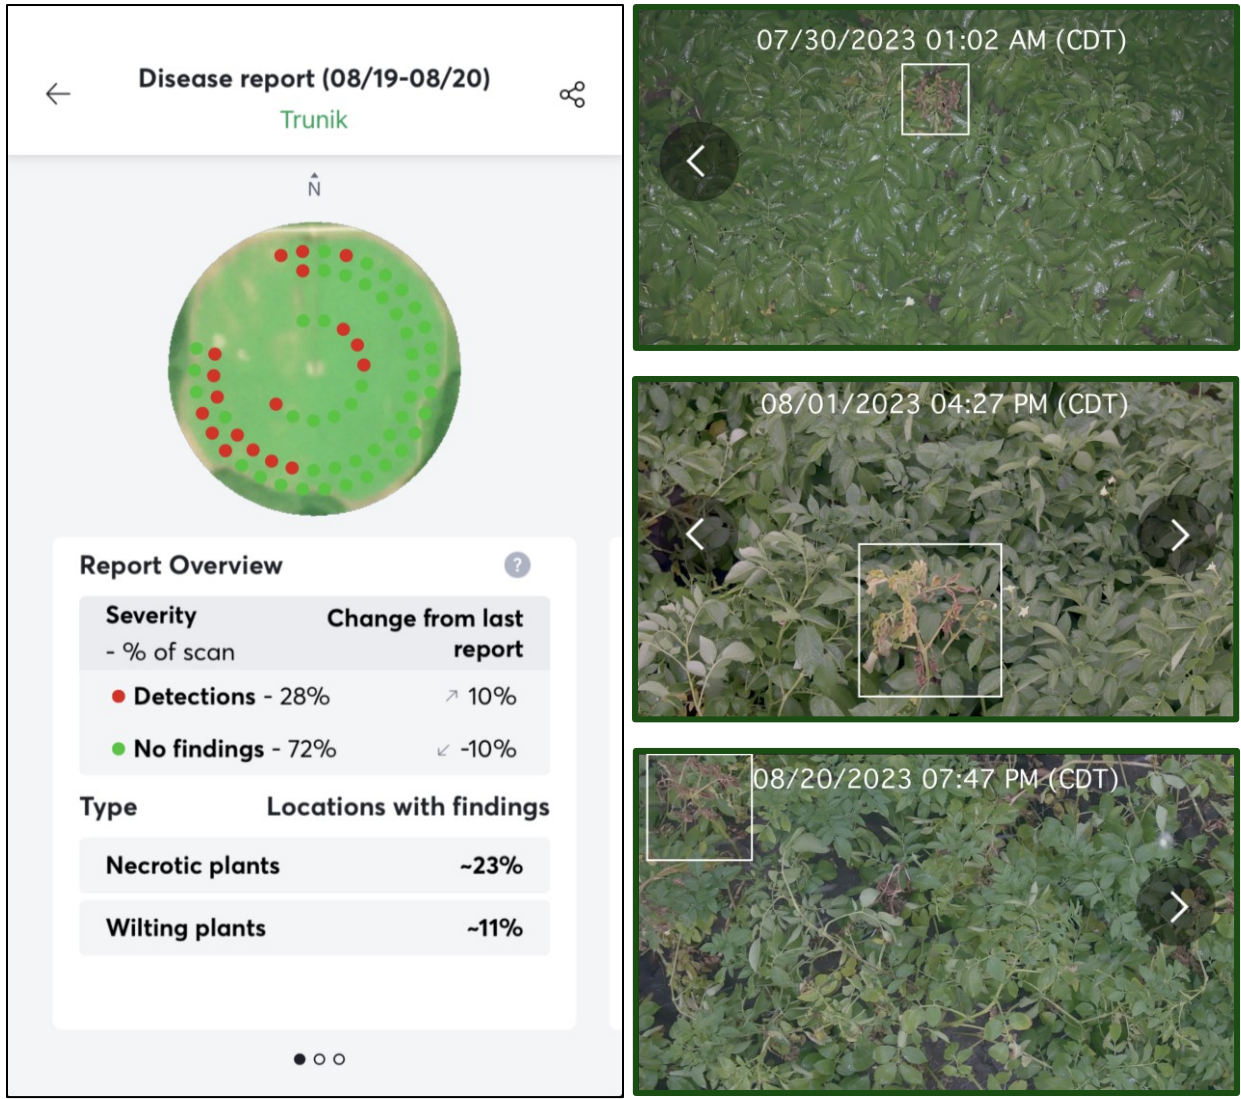 Disease report (08/19-08/20)
Trunik
N
Report Overview
?
Severity
- % of scan
Change from last
report
Detections - 28%
10%
No findings - 72%
-10%
Type
Locations with findings
Necrotic plants
~23%
Wilting plants
~11%
07/30/2023 01:02 AM (CDT)
08/01/2023 04:27 PM (CDT)
08/20/2023 07:47 PM (CDT)